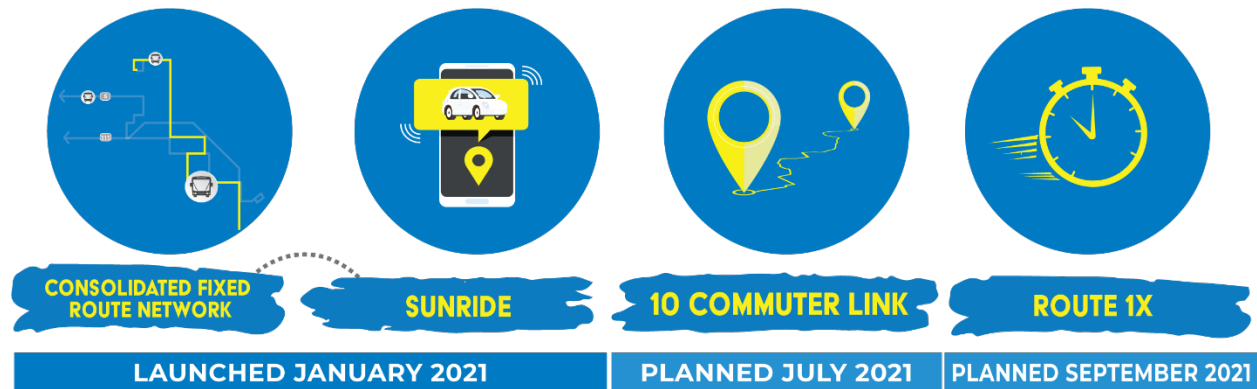 CONSOLIDATED FIXED
ROUTE NETWORK
SUNRIDE
10 COMMUTER LINK
ROUTE 1X
LAUNCHED JANUARY 2021
PLANNED JULY 2021
PLANNED SEPTEMBER 2021